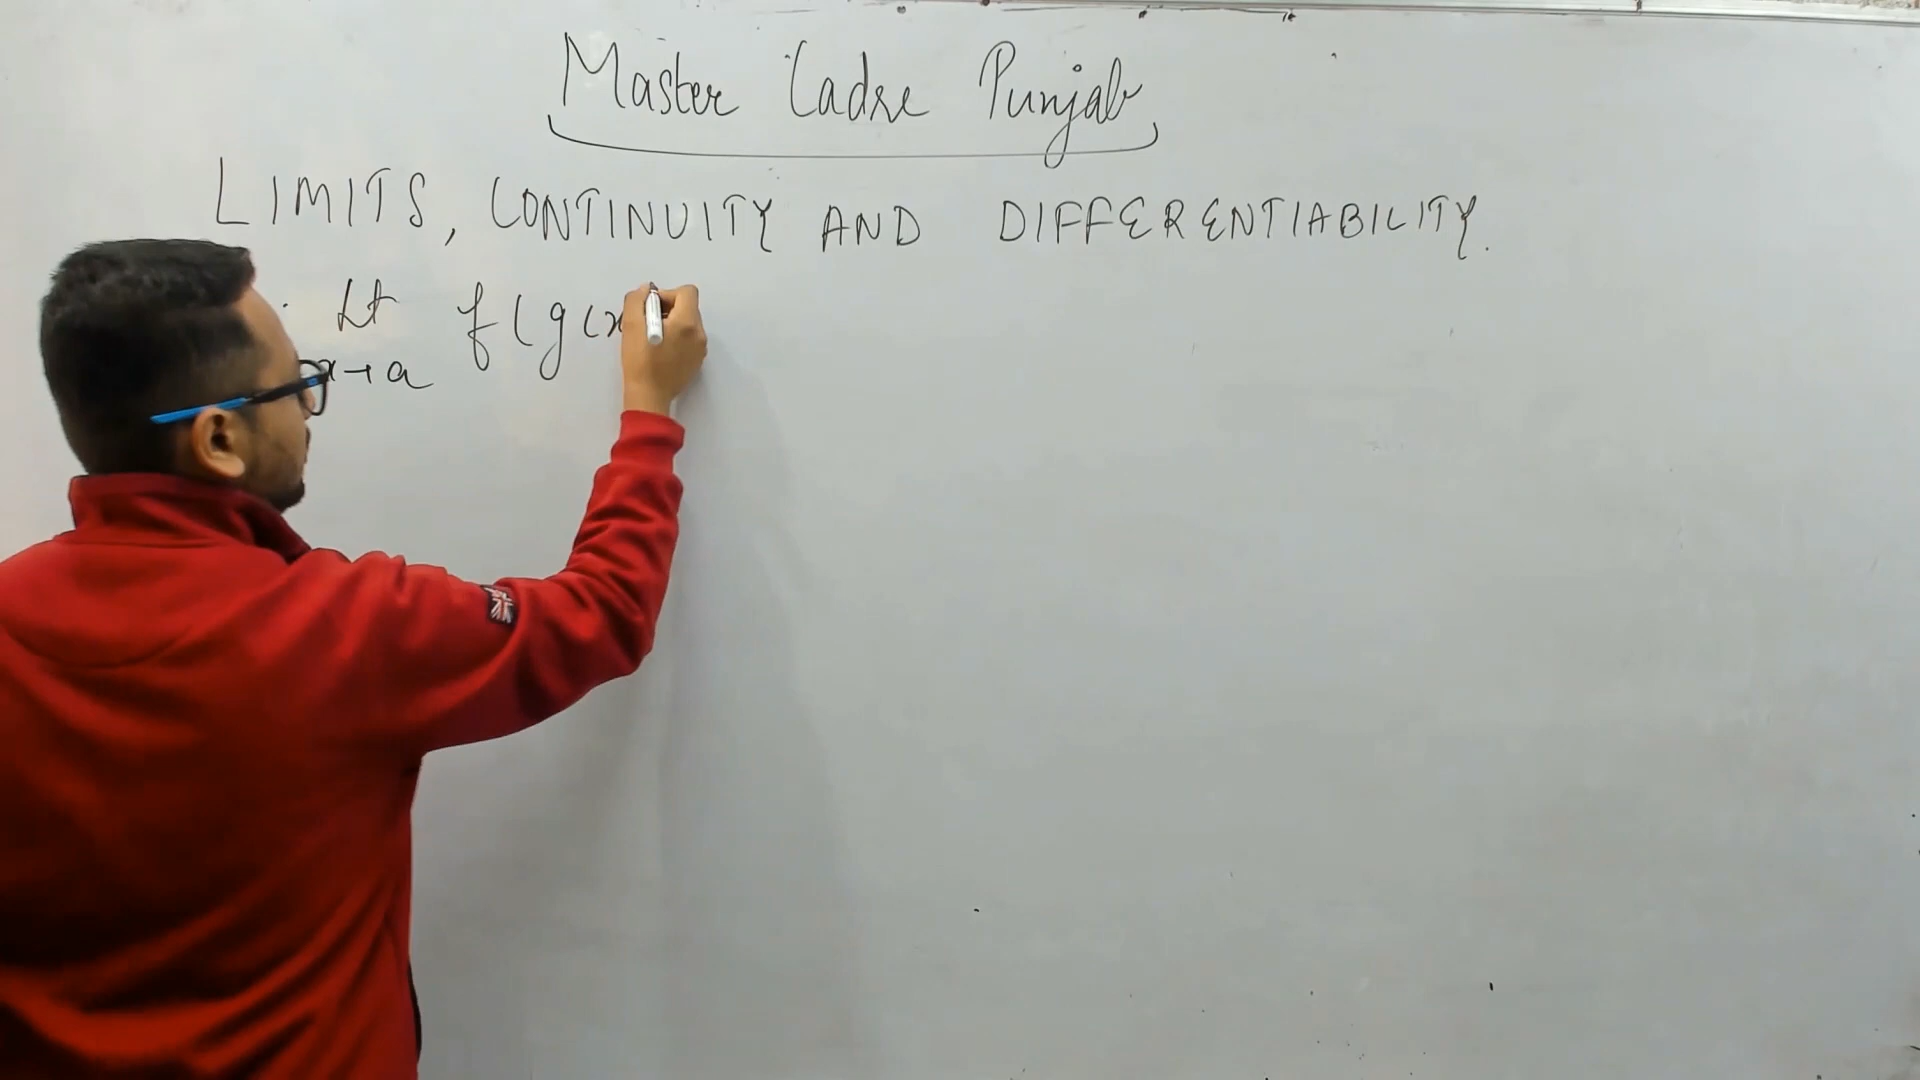 Master Cadre Punjab
LIMITS, CONTINUITY AND DIFFERENTIABILITY.
Lt f(g(x
x→a